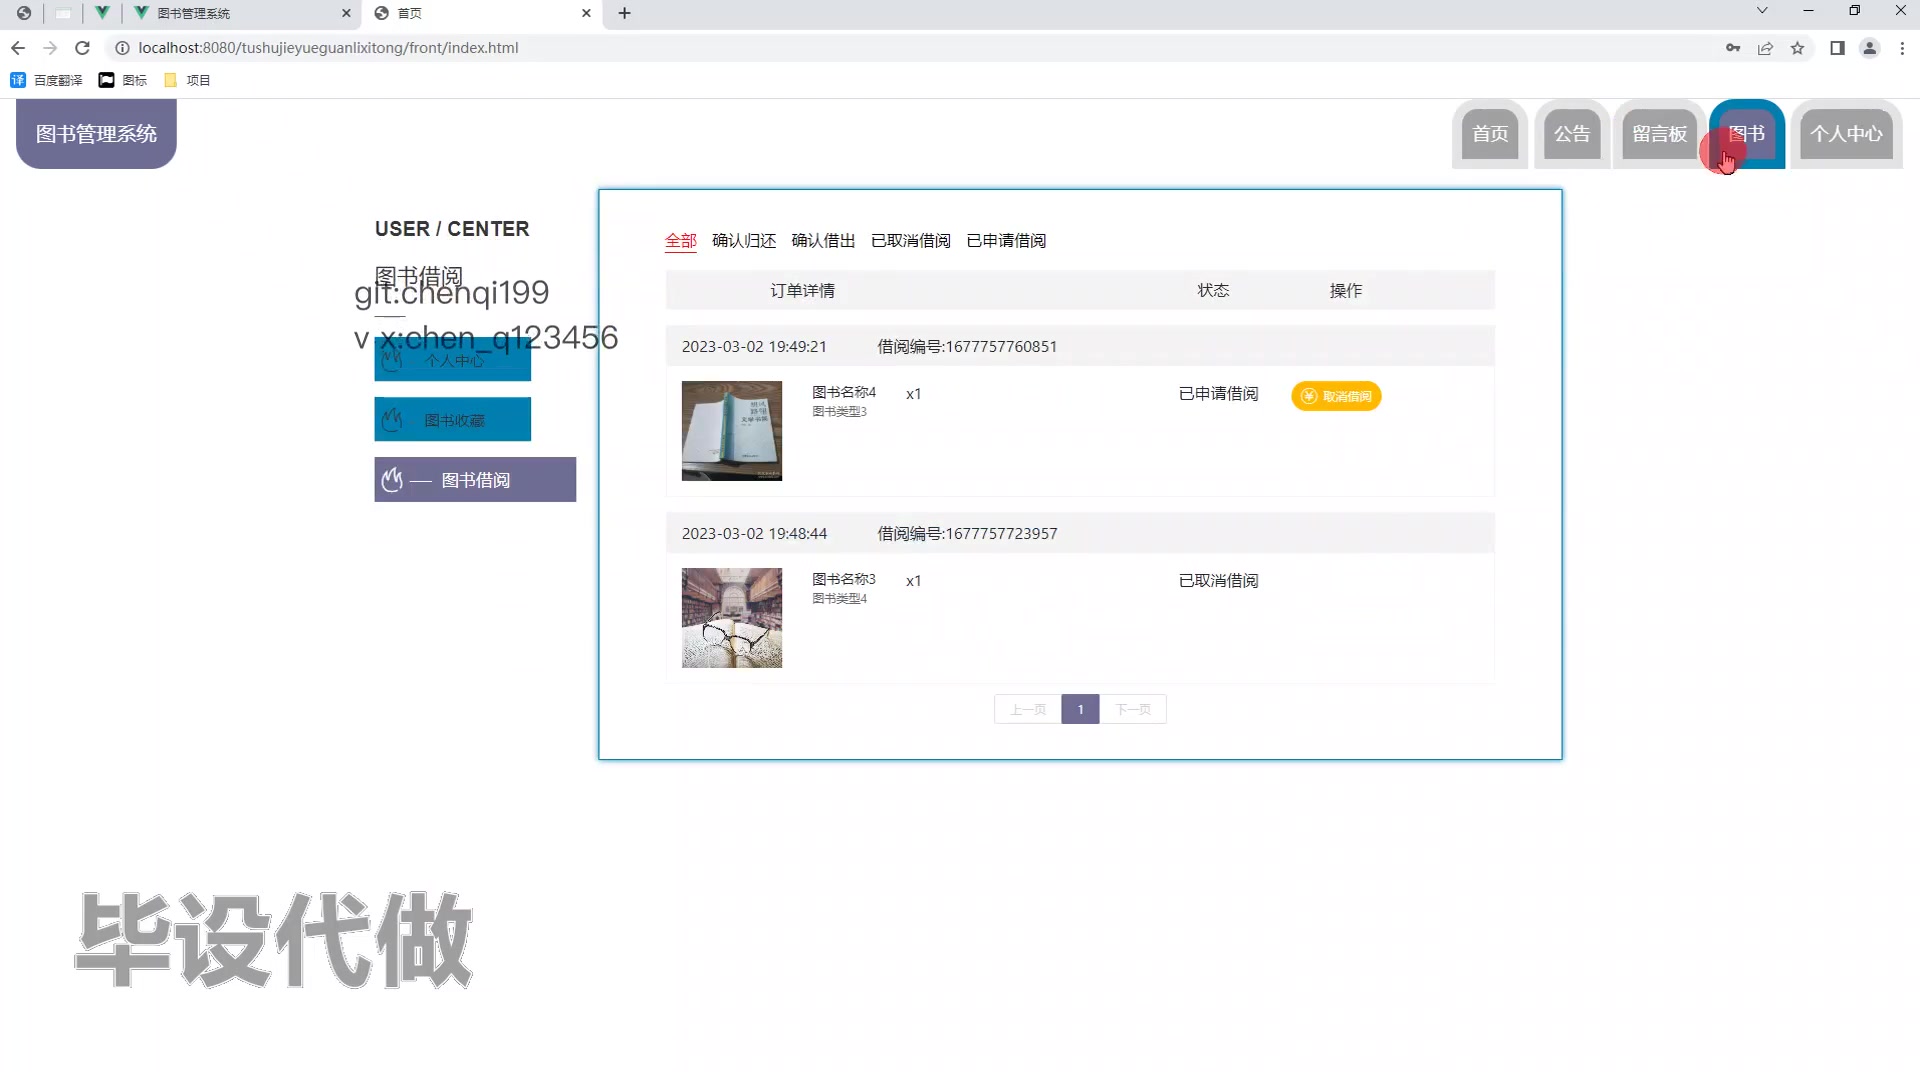 图书管理系统
首页
localhost:8080/tushujieyueguanlixitong/front/index.html
百度翻译
图标
项目
图书管理系统
首页
公告
留言板
图书
个人中心
USER / CENTER
图书借阅
git:chenqi199
v x:chen_q123456
个人中心
图书收藏
图书借阅
全部 确认归还 确认借出 已取消借阅 已申请借阅
订单详情 状态 操作
2023-03-02 19:49:21 借阅编号:1677757760851
图书名称4 x1 已申请借阅 取消借阅
图书类型3
2023-03-02 19:48:44 借阅编号:1677757723957
图书名称3 x1 已取消借阅
图书类型4
上一页 1 下一页
毕设代做